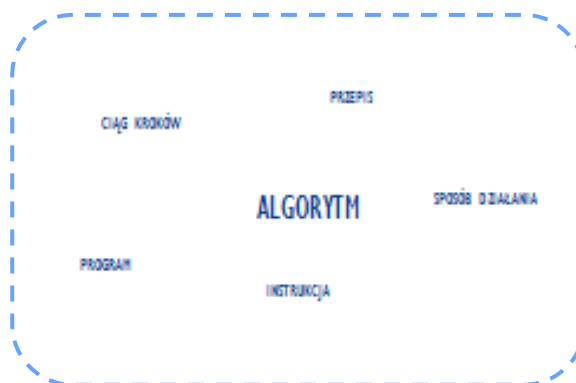 PRZEPIS
CIĄG KROKÓW
SPOSÓB DZIAŁANIA
ALGORYTM
PROGRAM
INSTRUKCJA